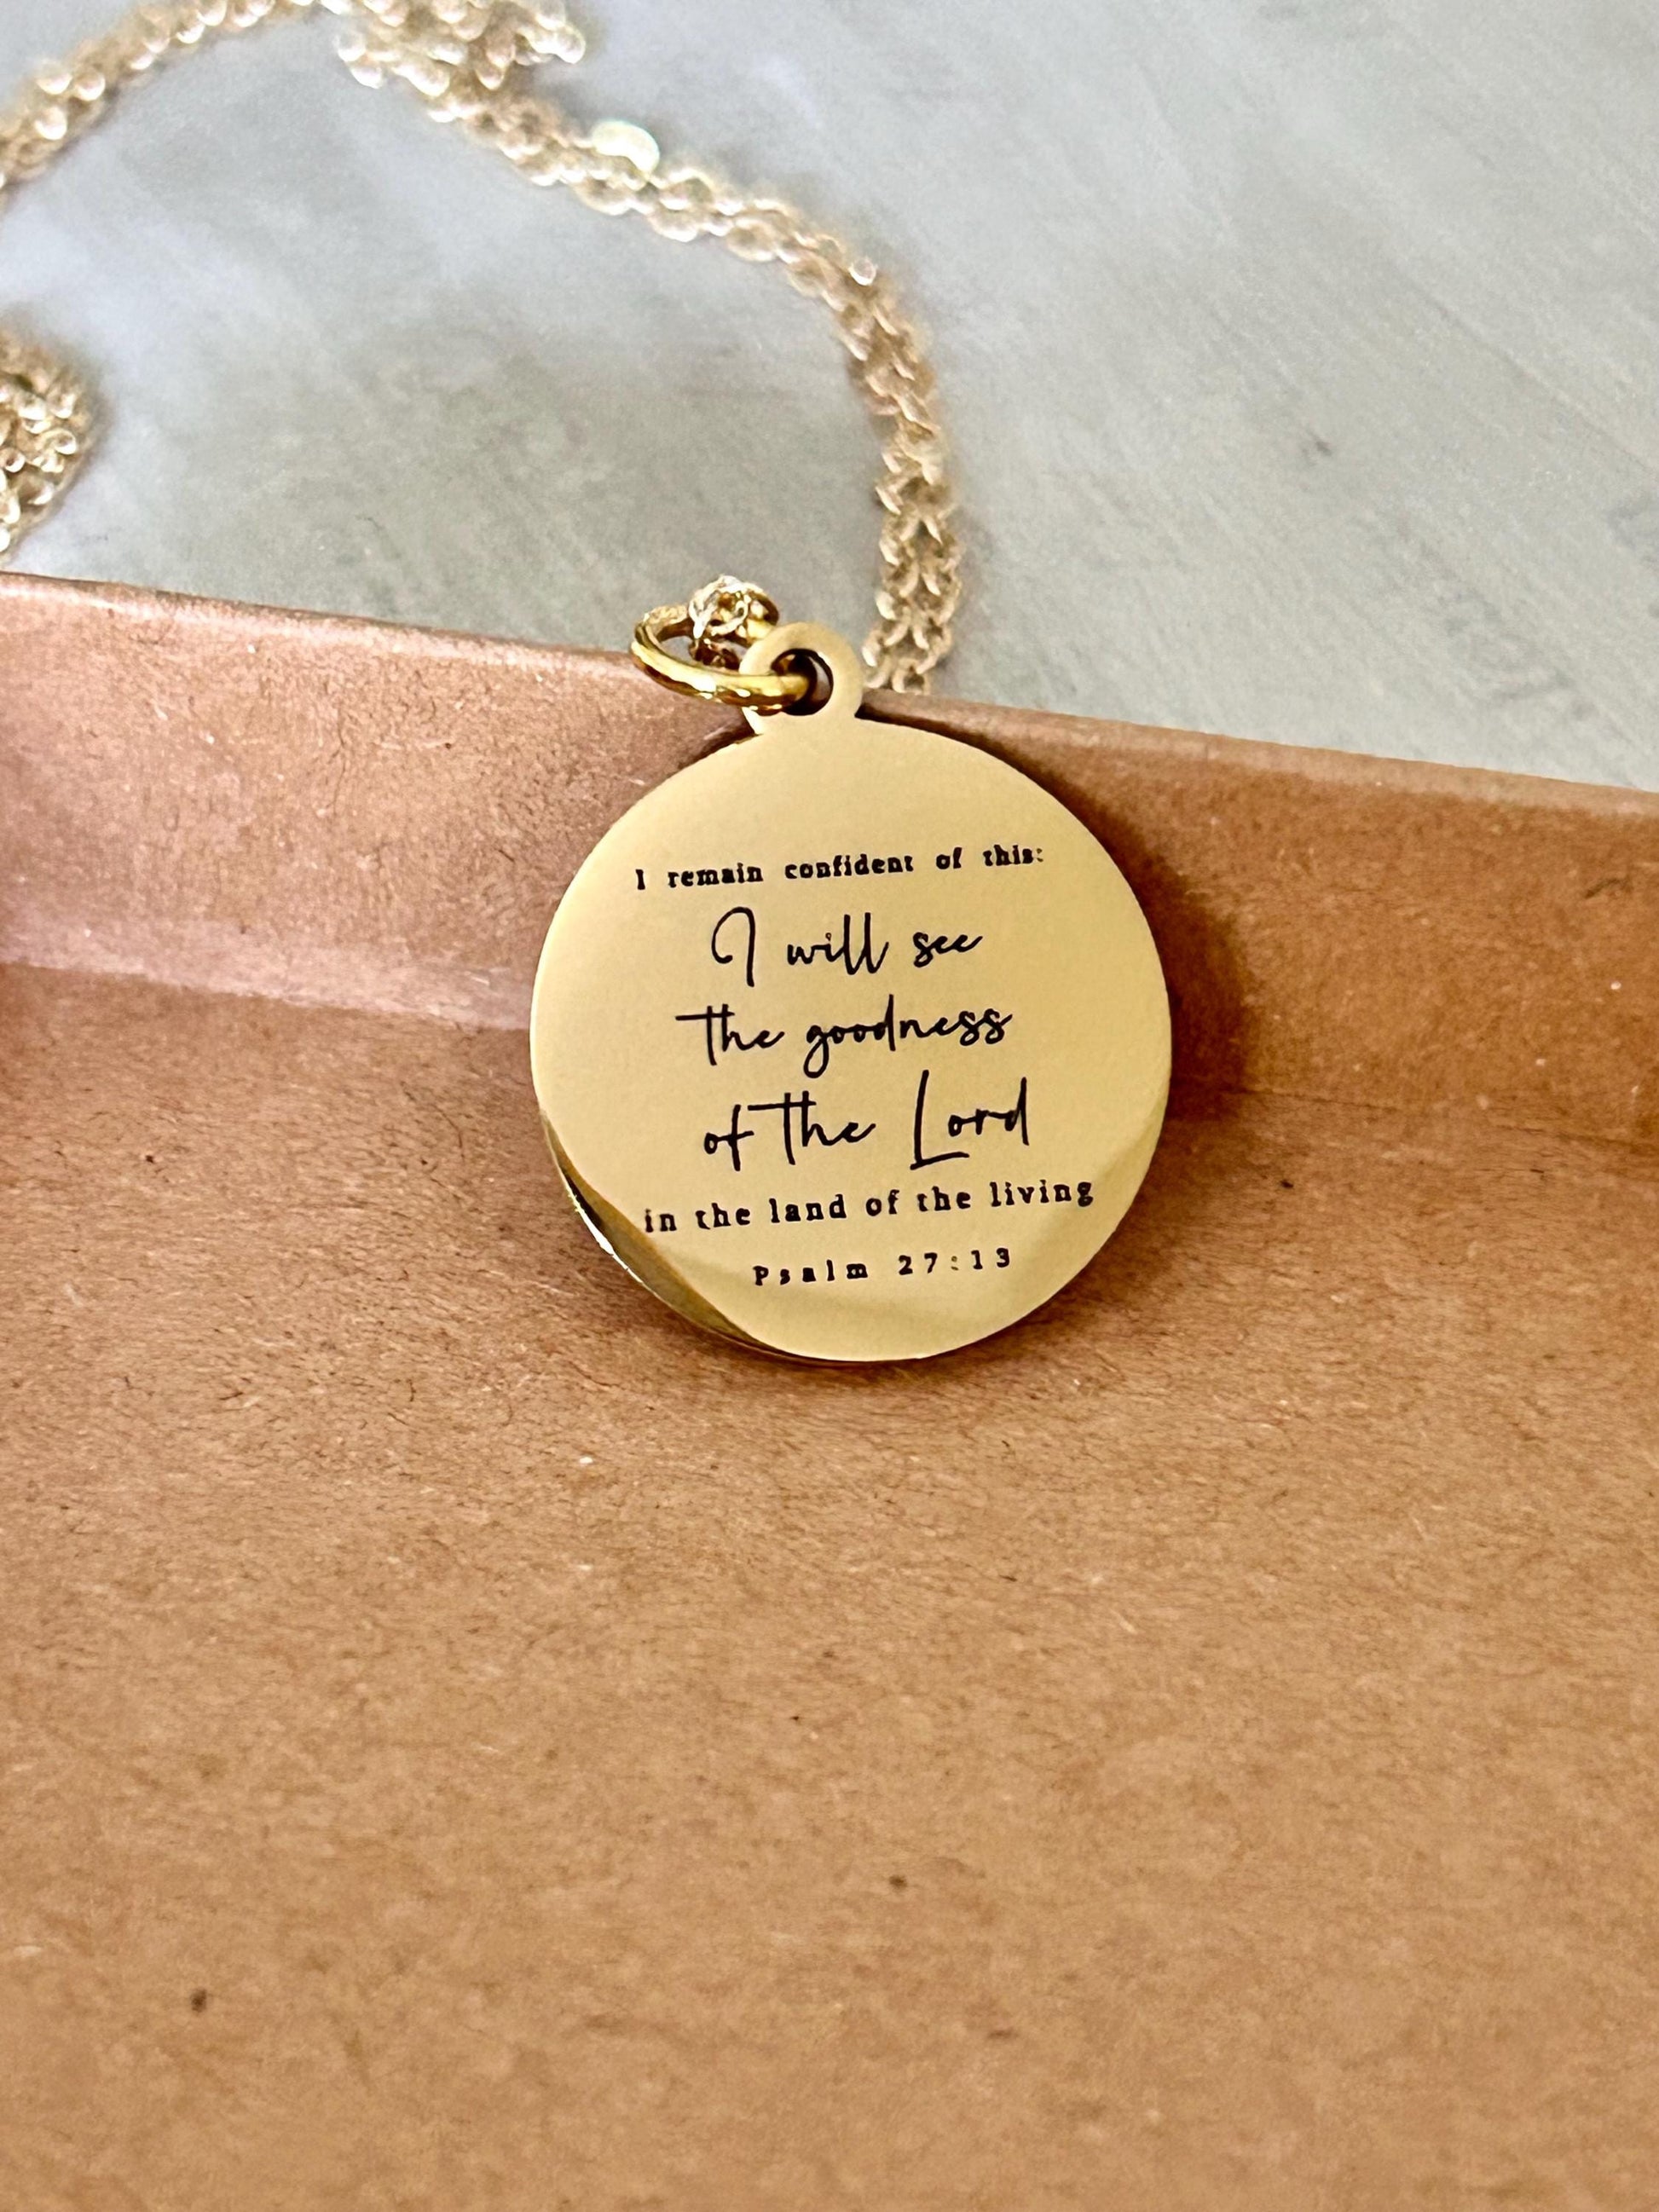 I remain confident of this:
I will see
the goodness
of the Lord
in the land of the living
Psalm 27:13